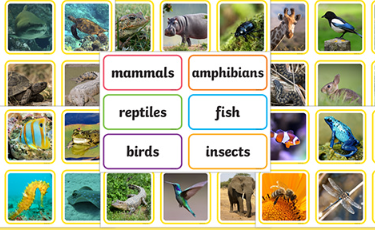 mammals amphibians
reptiles fish
birds insects